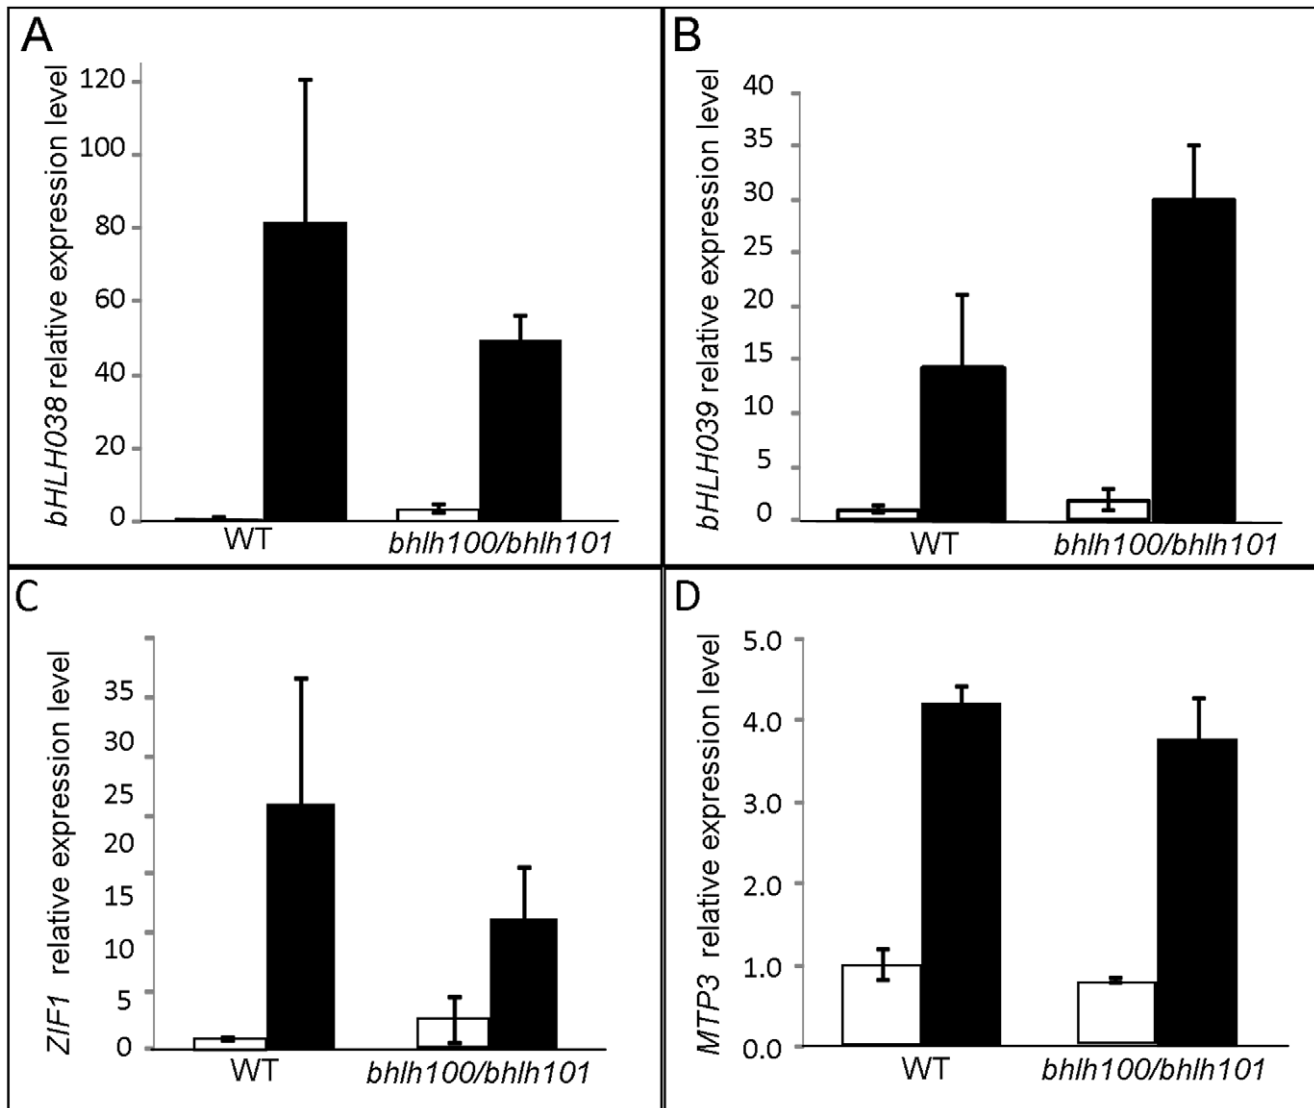 A
bHLH038 relative expression level
120
100
80
60
40
20
0
WT
bhlh100/bhlh101
B
bHLH039 relative expression level
40
35
30
25
20
15
10
5
0
WT
bhlh100/bhlh101
C
ZIF1 relative expression level
35
30
25
20
15
10
5
0
WT
bhlh100/bhlh101
D
MTP3 relative expression level
5.0
4.0
3.0
2.0
1.0
0.0
WT
bhlh100/bhlh101